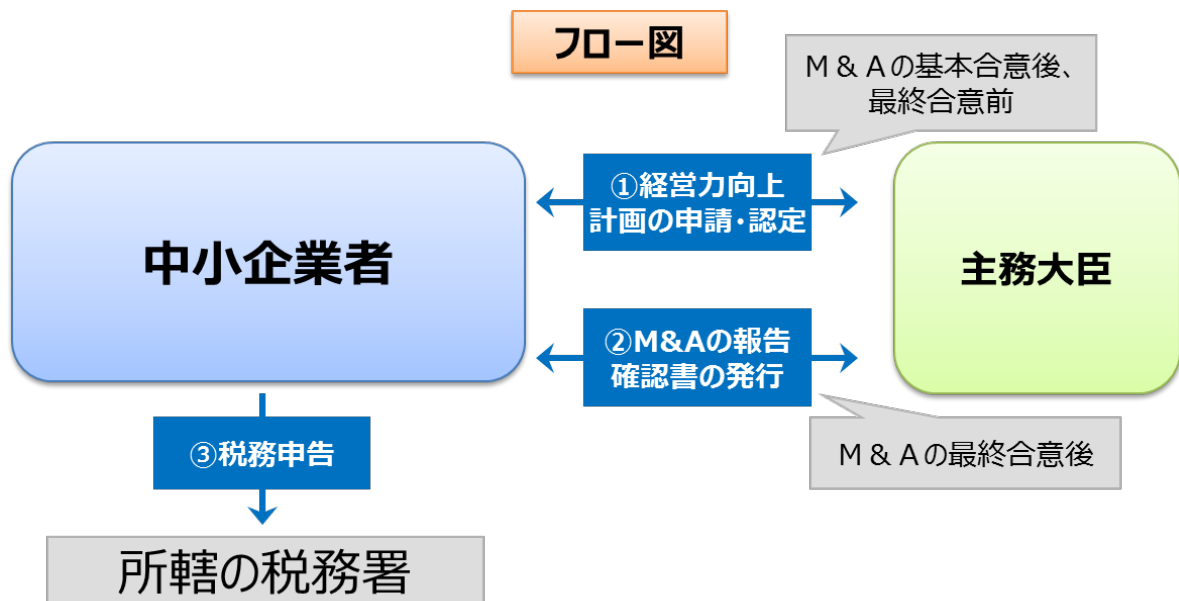 フロー図
M & Aの基本合意後、
最終合意前
中小企業者
①経営力向上
計画の申請・認定
主務大臣
②M&Aの報告
確認書の発行
M & Aの最終合意後
③税務申告
所轄の税務署